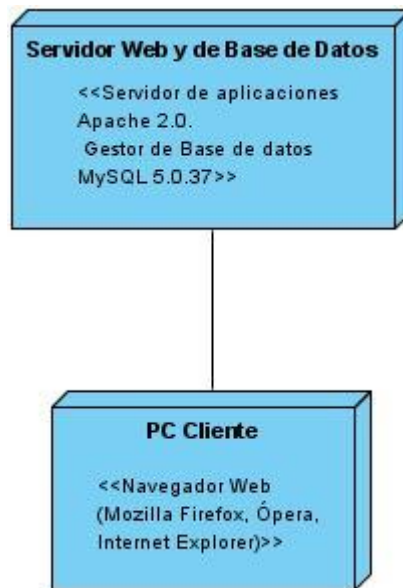 Servidor Web y de Base de Datos
<<Servidor de aplicaciones
Apache 2.0.
Gestor de Base de datos
MySQL 5.0.37>>
PC Cliente
<<Navegador Web
(Mozilla Firefox, Ópera,
Internet Explorer)>>